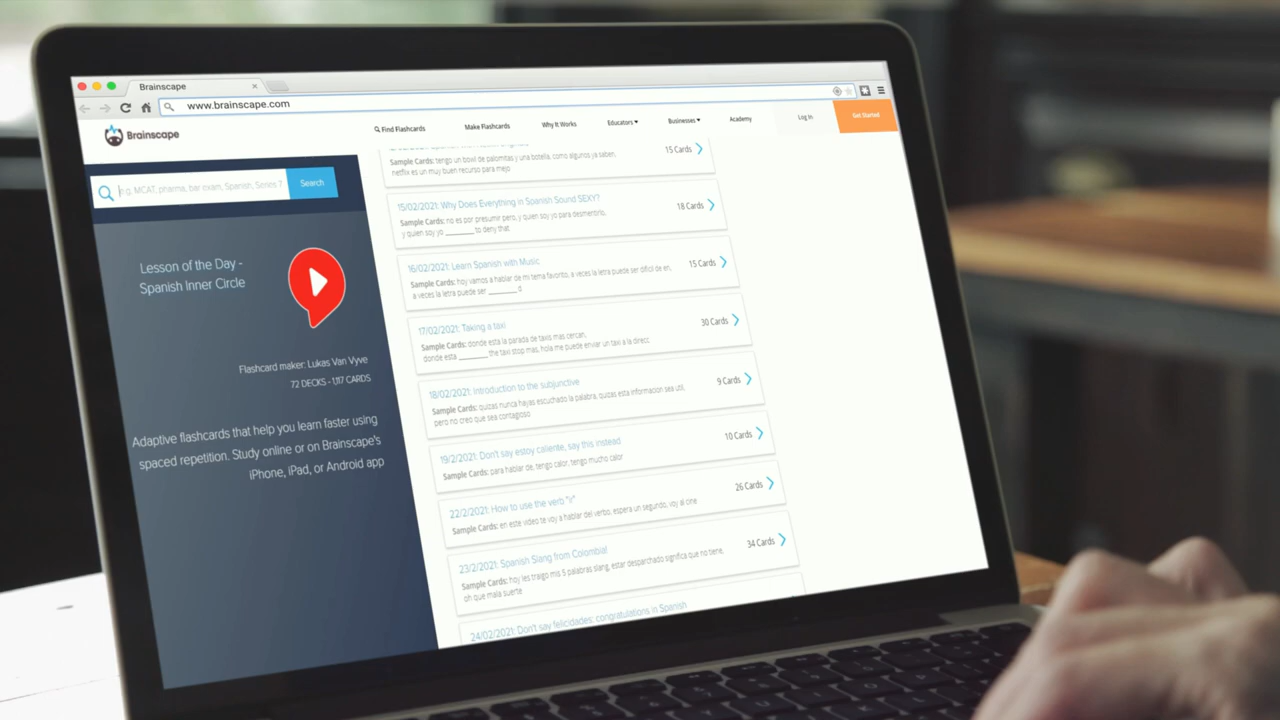 Brainscape
www.brainscape.com
Brainscape
Find Flashcards
Make Flashcards
Why It Works
Educators
Businesses
Academy
Log In
Get Started
e.g. MCAT, pharma, bar exam, Spanish, Series 7
Search
Lesson of the Day -
Spanish Inner Circle
Flashcard maker: Lukas Van Vyve
72 DECKS - 1,117 CARDS
Adaptive flashcards that help you learn faster using
spaced repetition. Study online or on Brainscape's
iPhone, iPad, or Android app
Sample Cards: tengo un bowl de palomitas y una botella, como algunos ya saben,
netflix es un muy buen recurso para mejo
15 Cards
15/02/2021: Why Does Everything in Spanish Sound SEXY?
Sample Cards: no es por presumir pero, y quien soy yo para desmentirlo,
y quien soy yo ________ to deny that
18 Cards
16/02/2021: Learn Spanish with Music
Sample Cards: hoy vamos a hablar de mi tema favorito, a veces la letra puede ser dificil de en,
a veces la letra puede ser ________ d
15 Cards
17/02/2021: Taking a taxi
Sample Cards: donde esta la parada de taxis mas cercan,
donde esta ________ the taxi stop mas, hola me puede enviar un taxi a la direcc
30 Cards
18/02/2021: Introduction to the subjunctive
Sample Cards: quizas nunca hayas escuchado la palabra, quizas esta informacion sea util,
pero no creo que sea contagioso
9 Cards
19/2/2021: Don't say estoy caliente, say this instead
Sample Cards: para hablar de, tengo calor, tengo mucho calor
10 Cards
22/2/2021: How to use the verb "ir"
Sample Cards: en este video te voy a hablar del verbo, espera un segundo, voy al cine
26 Cards
23/2/2021: Spanish Slang from Colombia!
Sample Cards: hoy les traigo mis 5 palabras slang, estar desparchado significa que no tiene,
oh que mala suerte
34 Cards
24/02/2021: Don't say felicidades: congratulations in Spanish